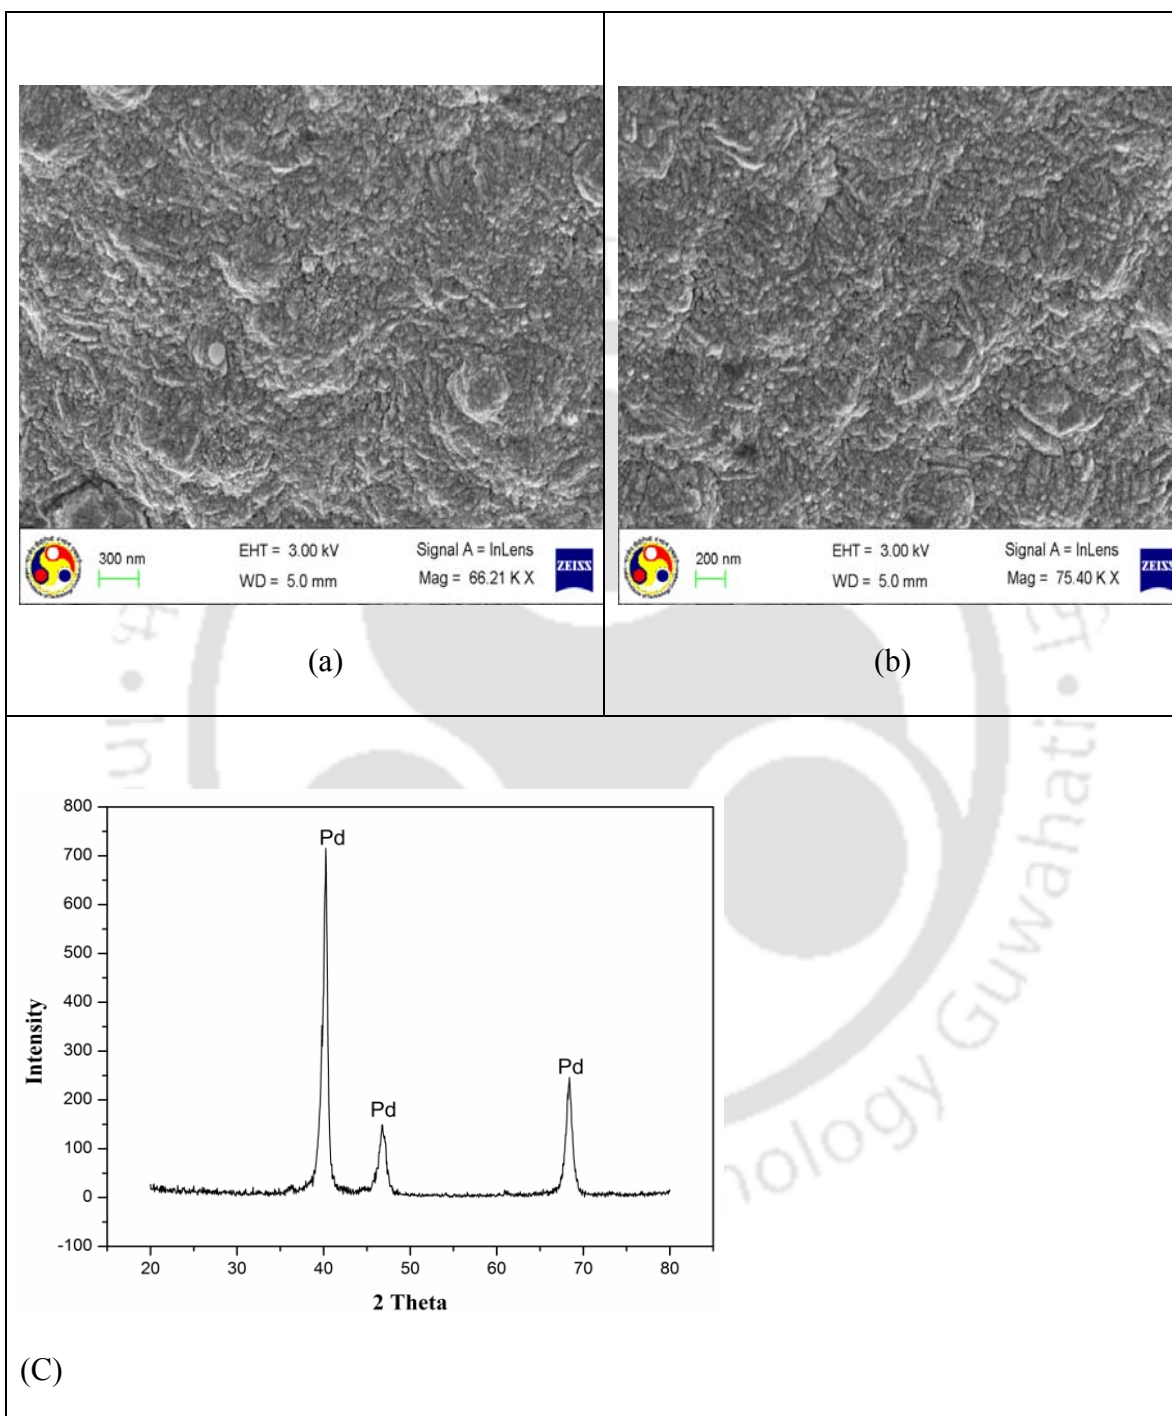 300 nm
EHT = 3.00 kV
WD = 5.0 mm
Signal A = InLens
Mag = 66.21 K X
ZEISS
200 nm
EHT = 3.00 kV
WD = 5.0 mm
Signal A = InLens
Mag = 75.40 K X
ZEISS
(a)
(b)
800
700
600
500
400
300
200
100
0
-100
Intensity
Pd
Pd
Pd
20
30
40
50
60
70
80
2 Theta
(C)
nology Guwahati